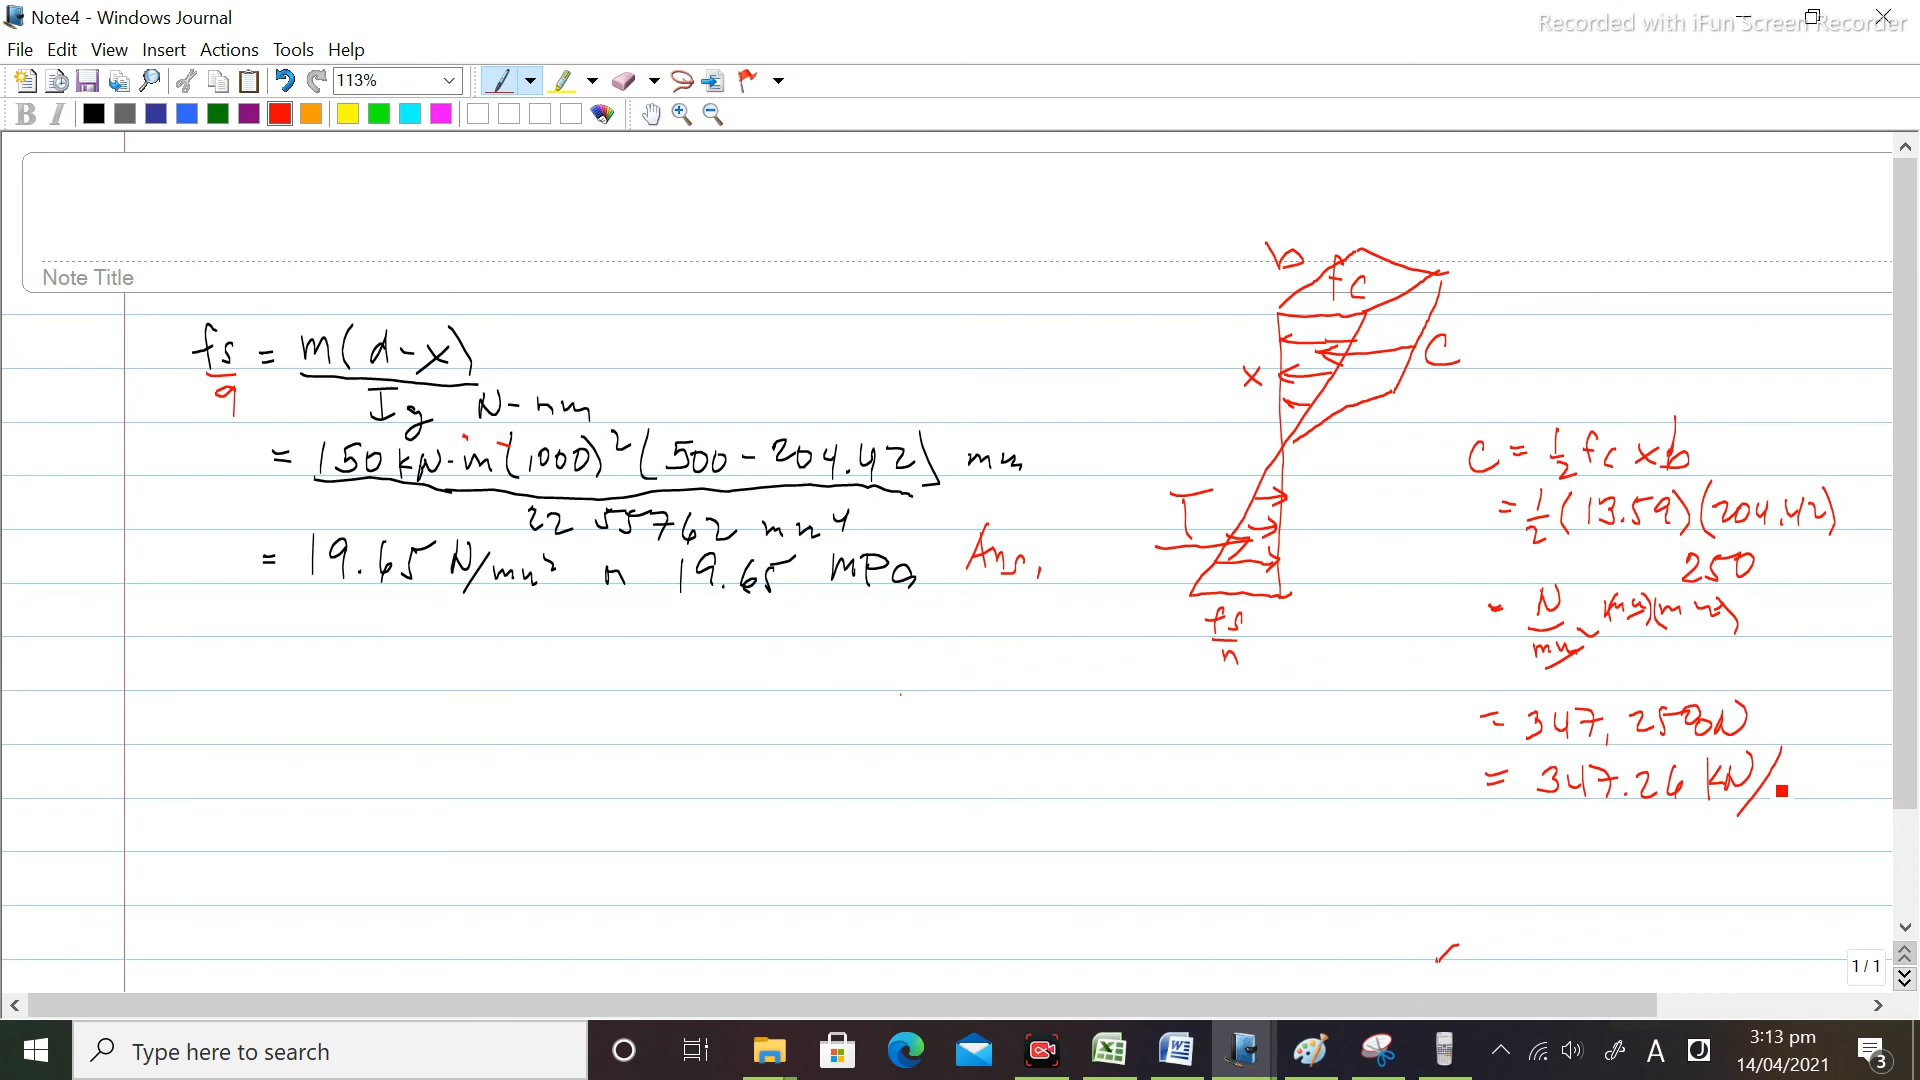 Note4 - Windows Journal
Recorded with iFun Screen Recorder
File Edit View Insert Actions Tools Help
113%
B I
Note Title
fs/9 = m(d-x)/Ig N-mm
= 150 kN-m (1000)² (500 - 204.42) mm
22 55762 mm4
= 19.65 N/mm² n 19.65 MPa Ans.
b
fc
C
x
T
fs/n
C = 1/2 fc x b
= 1/2 (13.59)(204.42)
250
= N/mm² (mm)(mm)
= 347, 258 N
= 347.26 KN/
1 / 1
Type here to search
A
3:13 pm
14/04/2021
3